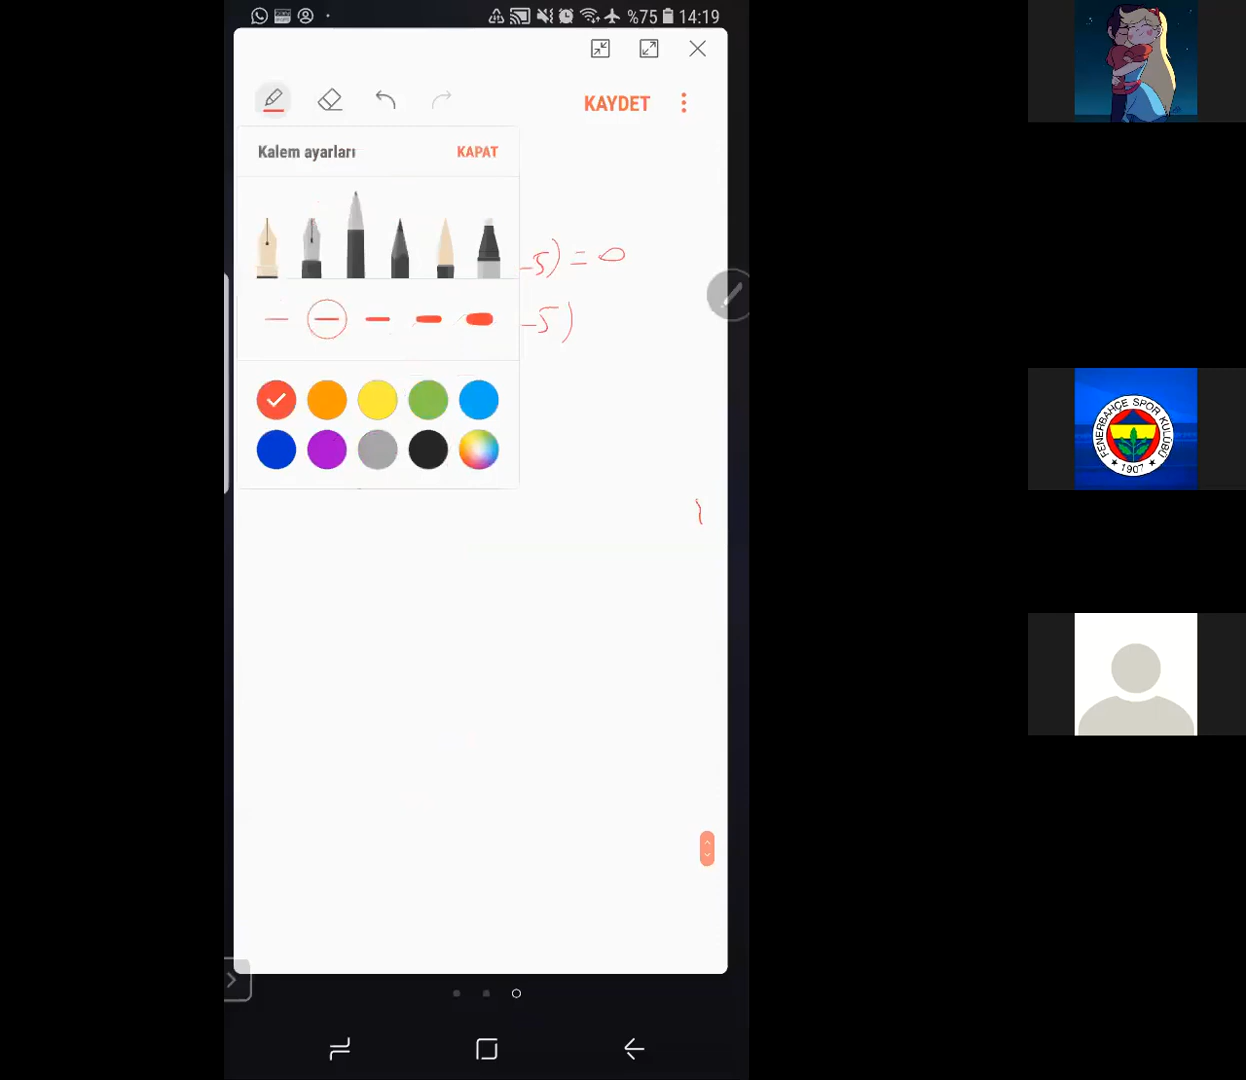 %75 14:19
KAYDET
Kalem ayarları KAPAT
-5) = 0
-5)
FENERBAHÇE SPOR KULÜBÜ
★ 1907 ★